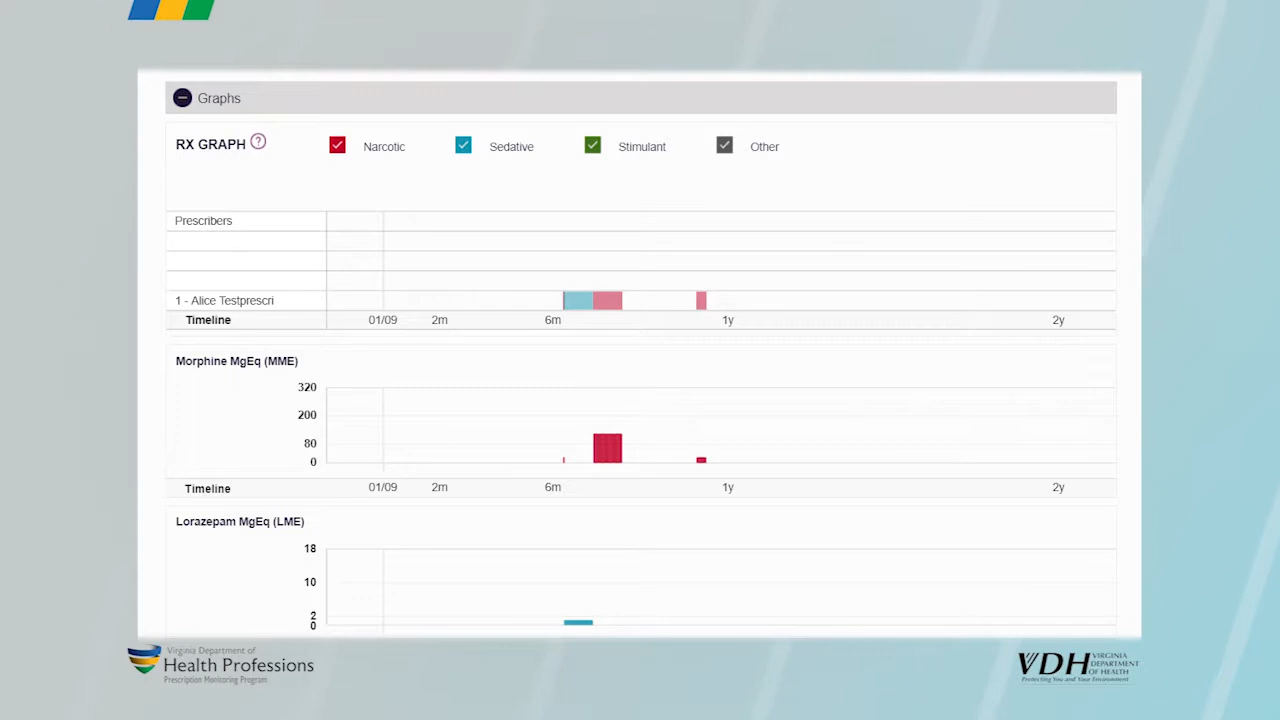 Graphs
RX GRAPH ?
Narcotic
Sedative
Stimulant
Other
Prescribers
1 - Alice Testprescri
Timeline 01/09 2m 6m 1y 2y
Morphine MgEq (MME)
320
200
80
0
Timeline 01/09 2m 6m 1y 2y
Lorazepam MgEq (LME)
18
10
2
0
Virginia Department of
Health Professions
Prescription Monitoring Program
VDH VIRGINIA
DEPARTMENT
OF HEALTH
Protecting You and Your Environment